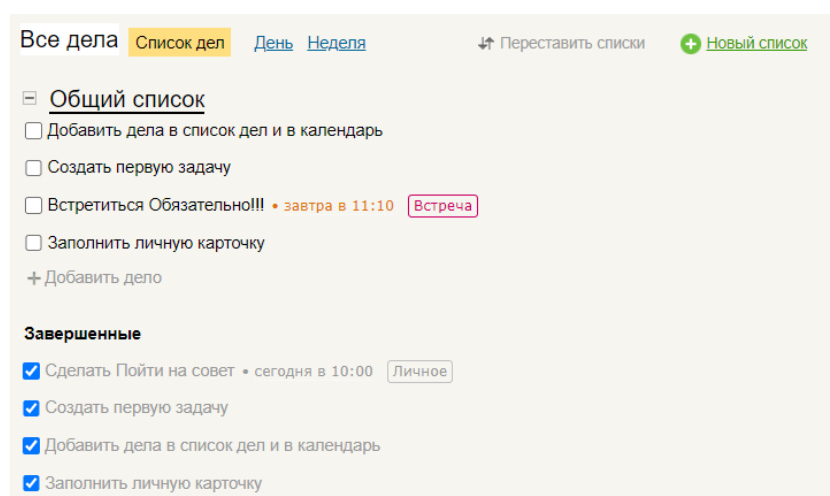 Все дела Список дел День Неделя Переставить списки Новый список
Общий список
Добавить дела в список дел и в календарь
Создать первую задачу
Встретиться Обязательно!!! • завтра в 11:10 Встреча
Заполнить личную карточку
+ Добавить дело
Завершенные
Сделать Пойти на совет • сегодня в 10:00 Личное
Создать первую задачу
Добавить дела в список дел и в календарь
Заполнить личную карточку